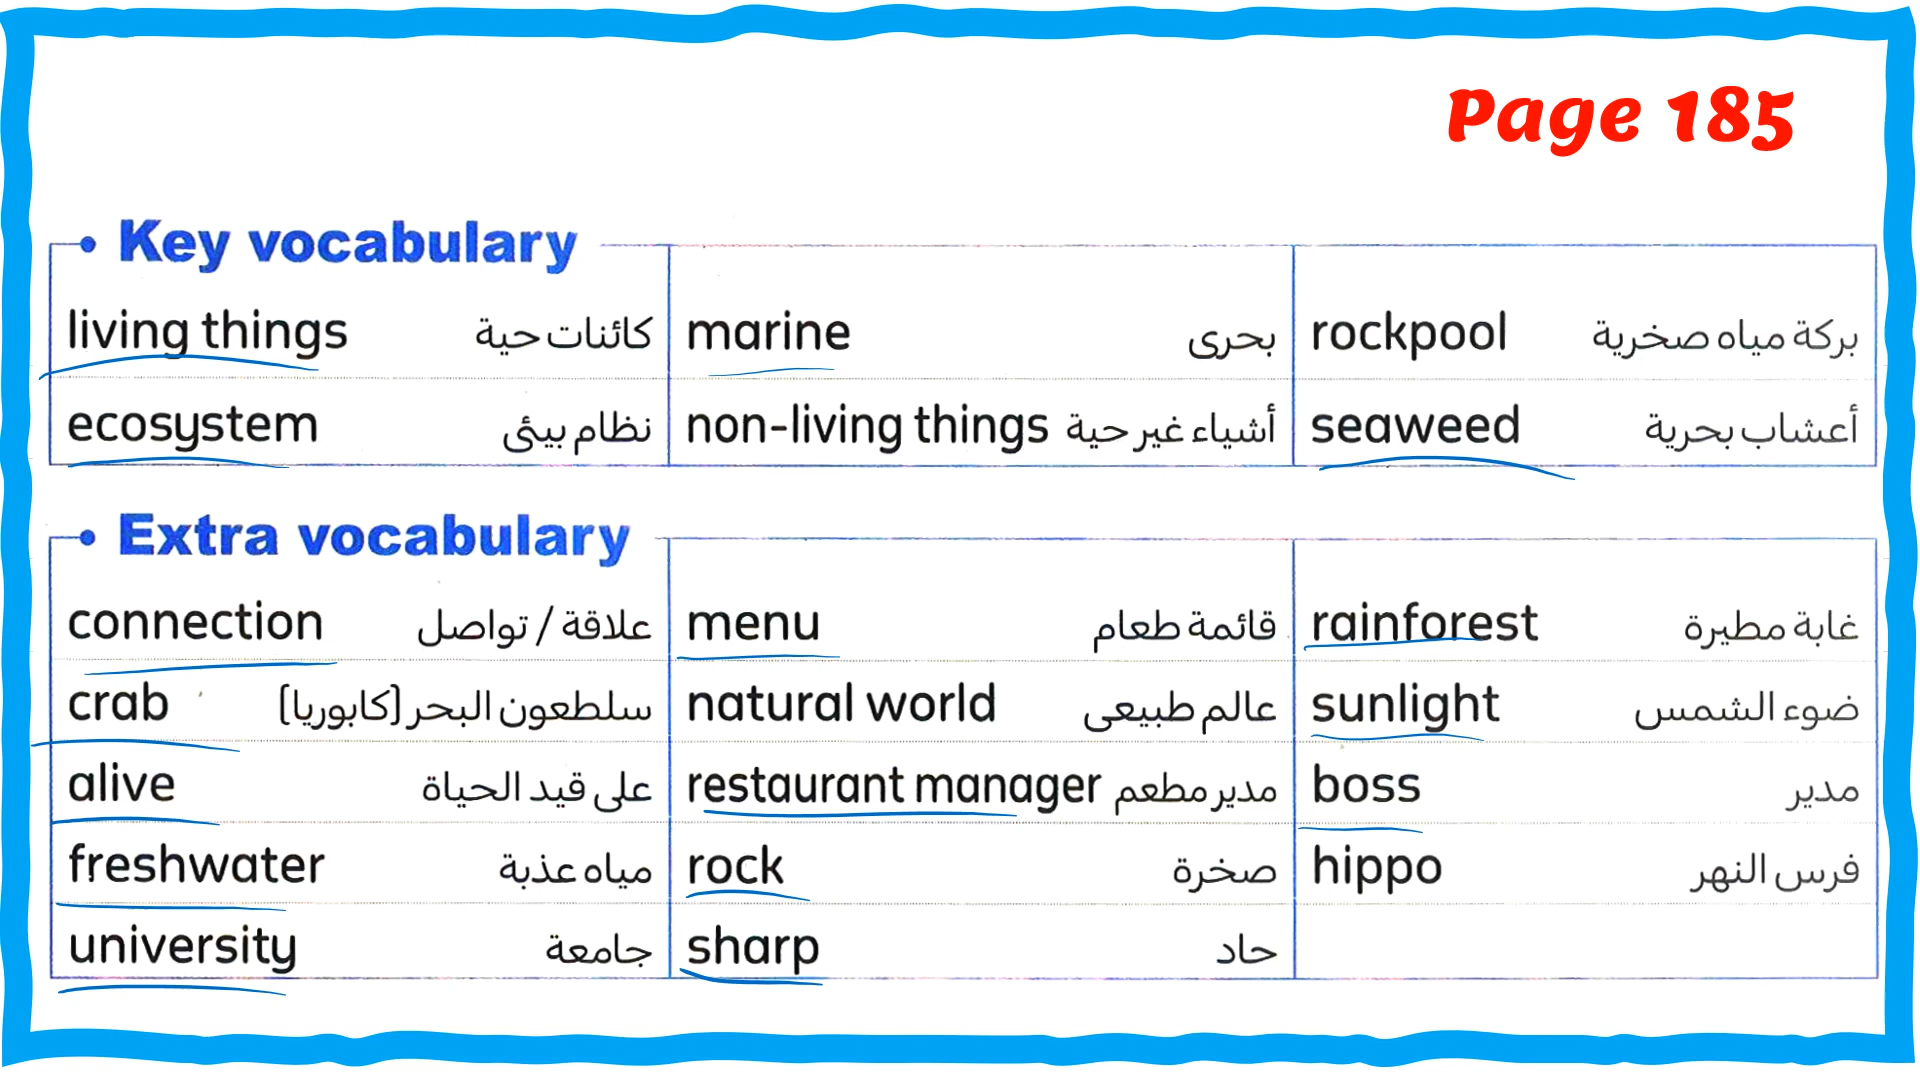 Page 185
Key vocabulary
living things كائنات حية marine بحرى rockpool بركة مياه صخرية
ecosystem نظام بيئى non-living things أشياء غير حية seaweed أعشاب بحرية
Extra vocabulary
connection علاقة / تواصل menu قائمة طعام rainforest غابة مطيرة
crab سلطعون البحر (كابوريا) natural world عالم طبيعى sunlight ضوء الشمس
alive على قيد الحياة restaurant manager مدير مطعم boss مدير
freshwater مياه عذبة rock صخرة hippo فرس النهر
university جامعة sharp حاد